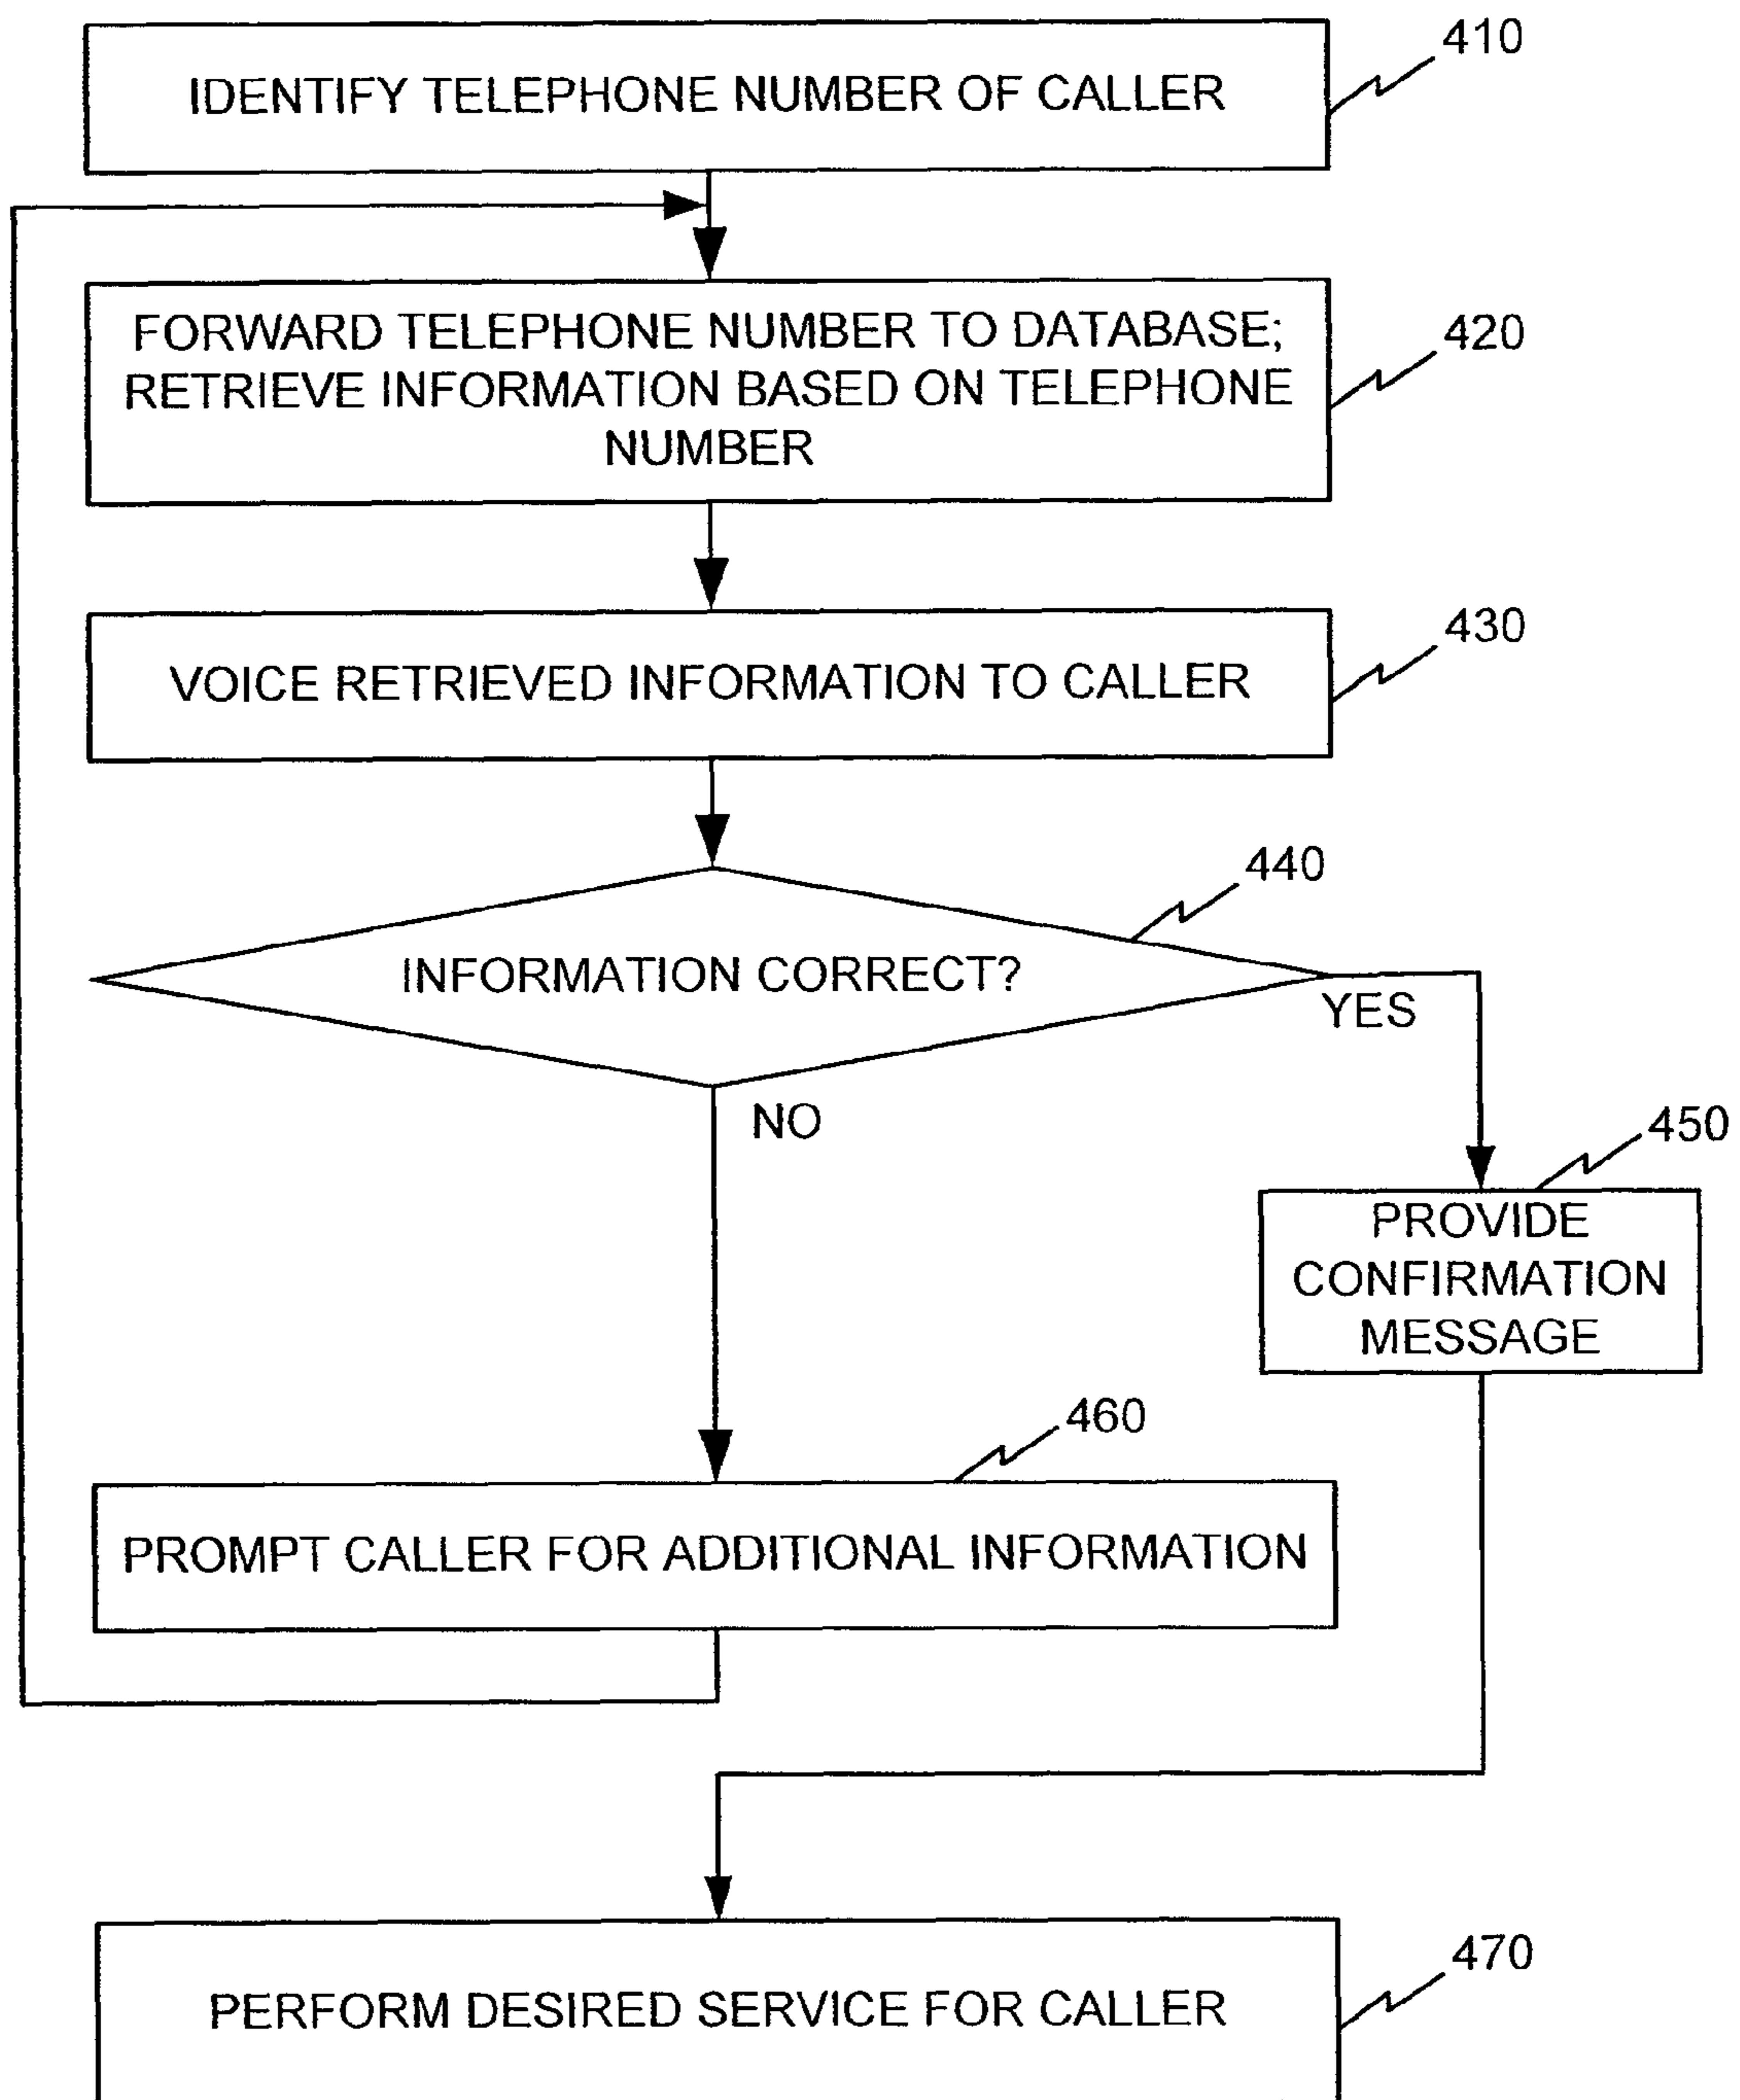 410
IDENTIFY TELEPHONE NUMBER OF CALLER
420
FORWARD TELEPHONE NUMBER TO DATABASE;
RETRIEVE INFORMATION BASED ON TELEPHONE
NUMBER
430
VOICE RETRIEVED INFORMATION TO CALLER
440
INFORMATION CORRECT?
YES
NO
450
PROVIDE
CONFIRMATION
MESSAGE
460
PROMPT CALLER FOR ADDITIONAL INFORMATION
470
PERFORM DESIRED SERVICE FOR CALLER